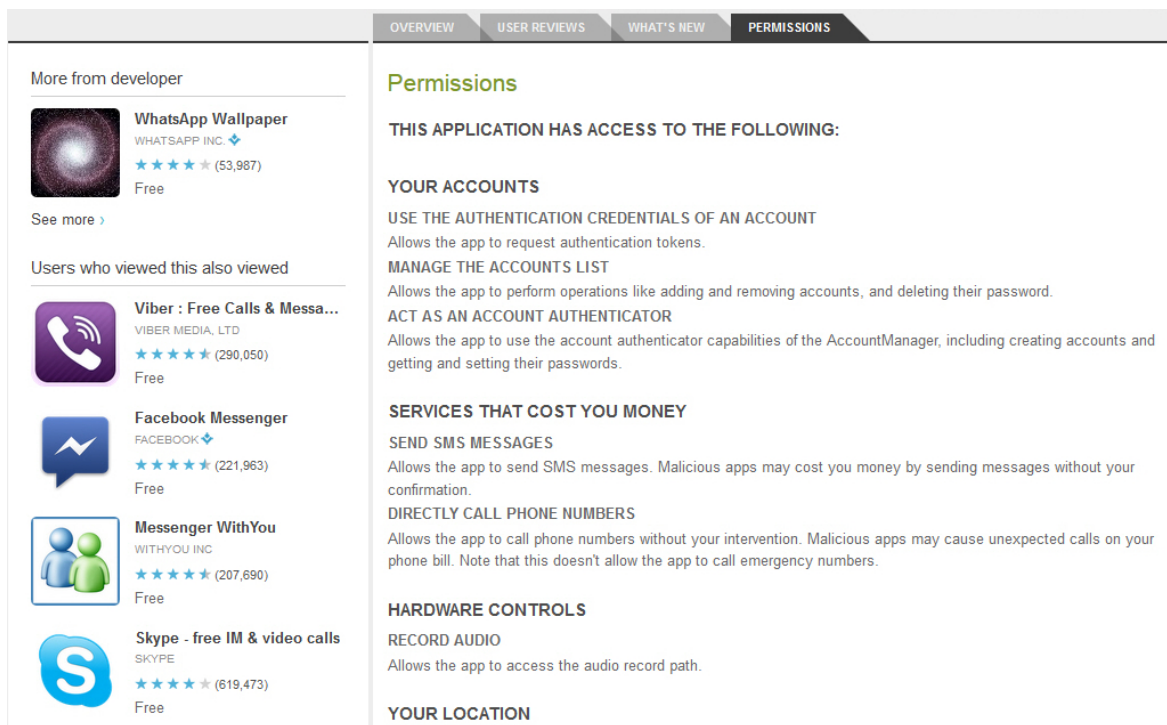 OVERVIEW
USER REVIEWS
WHAT'S NEW
PERMISSIONS
More from developer
WhatsApp Wallpaper
WHATSAPP INC.
(53,987)
Free
See more ›
Users who viewed this also viewed
Viber : Free Calls & Messa...
VIBER MEDIA, LTD
(290,050)
Free
Facebook Messenger
FACEBOOK
(221,963)
Free
Messenger WithYou
WITHYOU INC
(207,690)
Free
Skype - free IM & video calls
SKYPE
(619,473)
Free
Permissions
THIS APPLICATION HAS ACCESS TO THE FOLLOWING:
YOUR ACCOUNTS
USE THE AUTHENTICATION CREDENTIALS OF AN ACCOUNT
Allows the app to request authentication tokens.
MANAGE THE ACCOUNTS LIST
Allows the app to perform operations like adding and removing accounts, and deleting their password.
ACT AS AN ACCOUNT AUTHENTICATOR
Allows the app to use the account authenticator capabilities of the AccountManager, including creating accounts and
getting and setting their passwords.
SERVICES THAT COST YOU MONEY
SEND SMS MESSAGES
Allows the app to send SMS messages. Malicious apps may cost you money by sending messages without your
confirmation.
DIRECTLY CALL PHONE NUMBERS
Allows the app to call phone numbers without your intervention. Malicious apps may cause unexpected calls on your
phone bill. Note that this doesn't allow the app to call emergency numbers.
HARDWARE CONTROLS
RECORD AUDIO
Allows the app to access the audio record path.
YOUR LOCATION